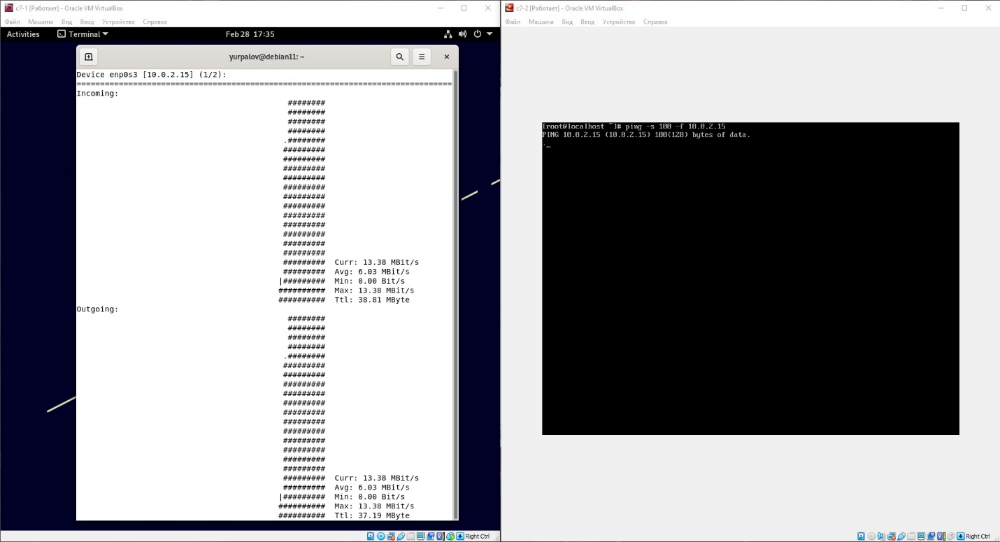 c7-1 [Работает] - Oracle VM VirtualBox
Файл Машина Вид Ввод Устройства Справка
Activities Terminal Feb 28 17:35
yurpalov@debian11: ~
Device enp0s3 [10.0.2.15] (1/2):
================================================================================
Incoming:
########
########
########
########
.########
#########
#########
#########
#########
#########
#########
#########
#########
#########
#########
#########
#########
######### Curr: 13.38 MBit/s
######### Avg: 6.03 MBit/s
|######### Min: 0.00 Bit/s
########## Max: 13.38 MBit/s
########## Ttl: 38.81 MByte
Outgoing:
########
########
########
########
.########
#########
#########
#########
#########
#########
#########
#########
#########
#########
#########
#########
#########
######### Curr: 13.38 MBit/s
######### Avg: 6.03 MBit/s
|######### Min: 0.00 Bit/s
########## Max: 13.38 MBit/s
########## Ttl: 37.19 MByte
Right Ctrl
c7-2 [Работает] - Oracle VM VirtualBox
Файл Машина Вид Ввод Устройства Справка
[root@localhost ~]# ping -s 100 -f 10.0.2.15
PING 10.0.2.15 (10.0.2.15) 100(128) bytes of data.
._
Right Ctrl